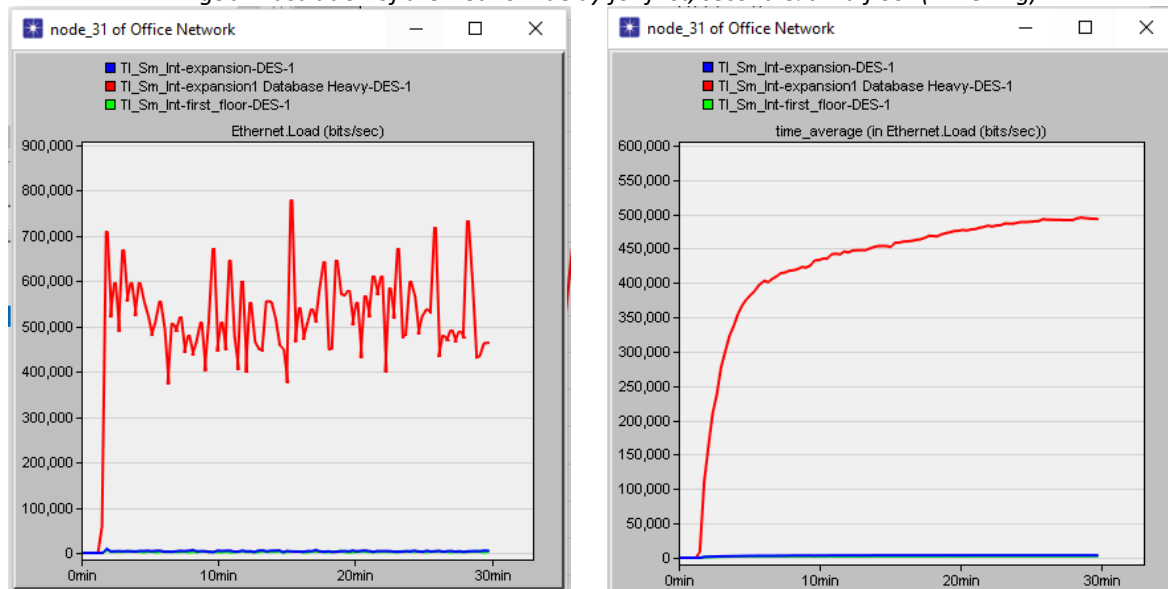 node_31 of Office Network
TI_Sm_Int-expansion-DES-1
TI_Sm_Int-expansion1 Database Heavy-DES-1
TI_Sm_Int-first_floor-DES-1
Ethernet.Load (bits/sec)
900,000
800,000
700,000
600,000
500,000
400,000
300,000
200,000
100,000
0
0min 10min 20min 30min
node_31 of Office Network
TI_Sm_Int-expansion-DES-1
TI_Sm_Int-expansion1 Database Heavy-DES-1
TI_Sm_Int-first_floor-DES-1
time_average (in Ethernet.Load (bits/sec))
600,000
550,000
500,000
450,000
400,000
350,000
300,000
250,000
200,000
150,000
100,000
50,000
0
0min 10min 20min 30min